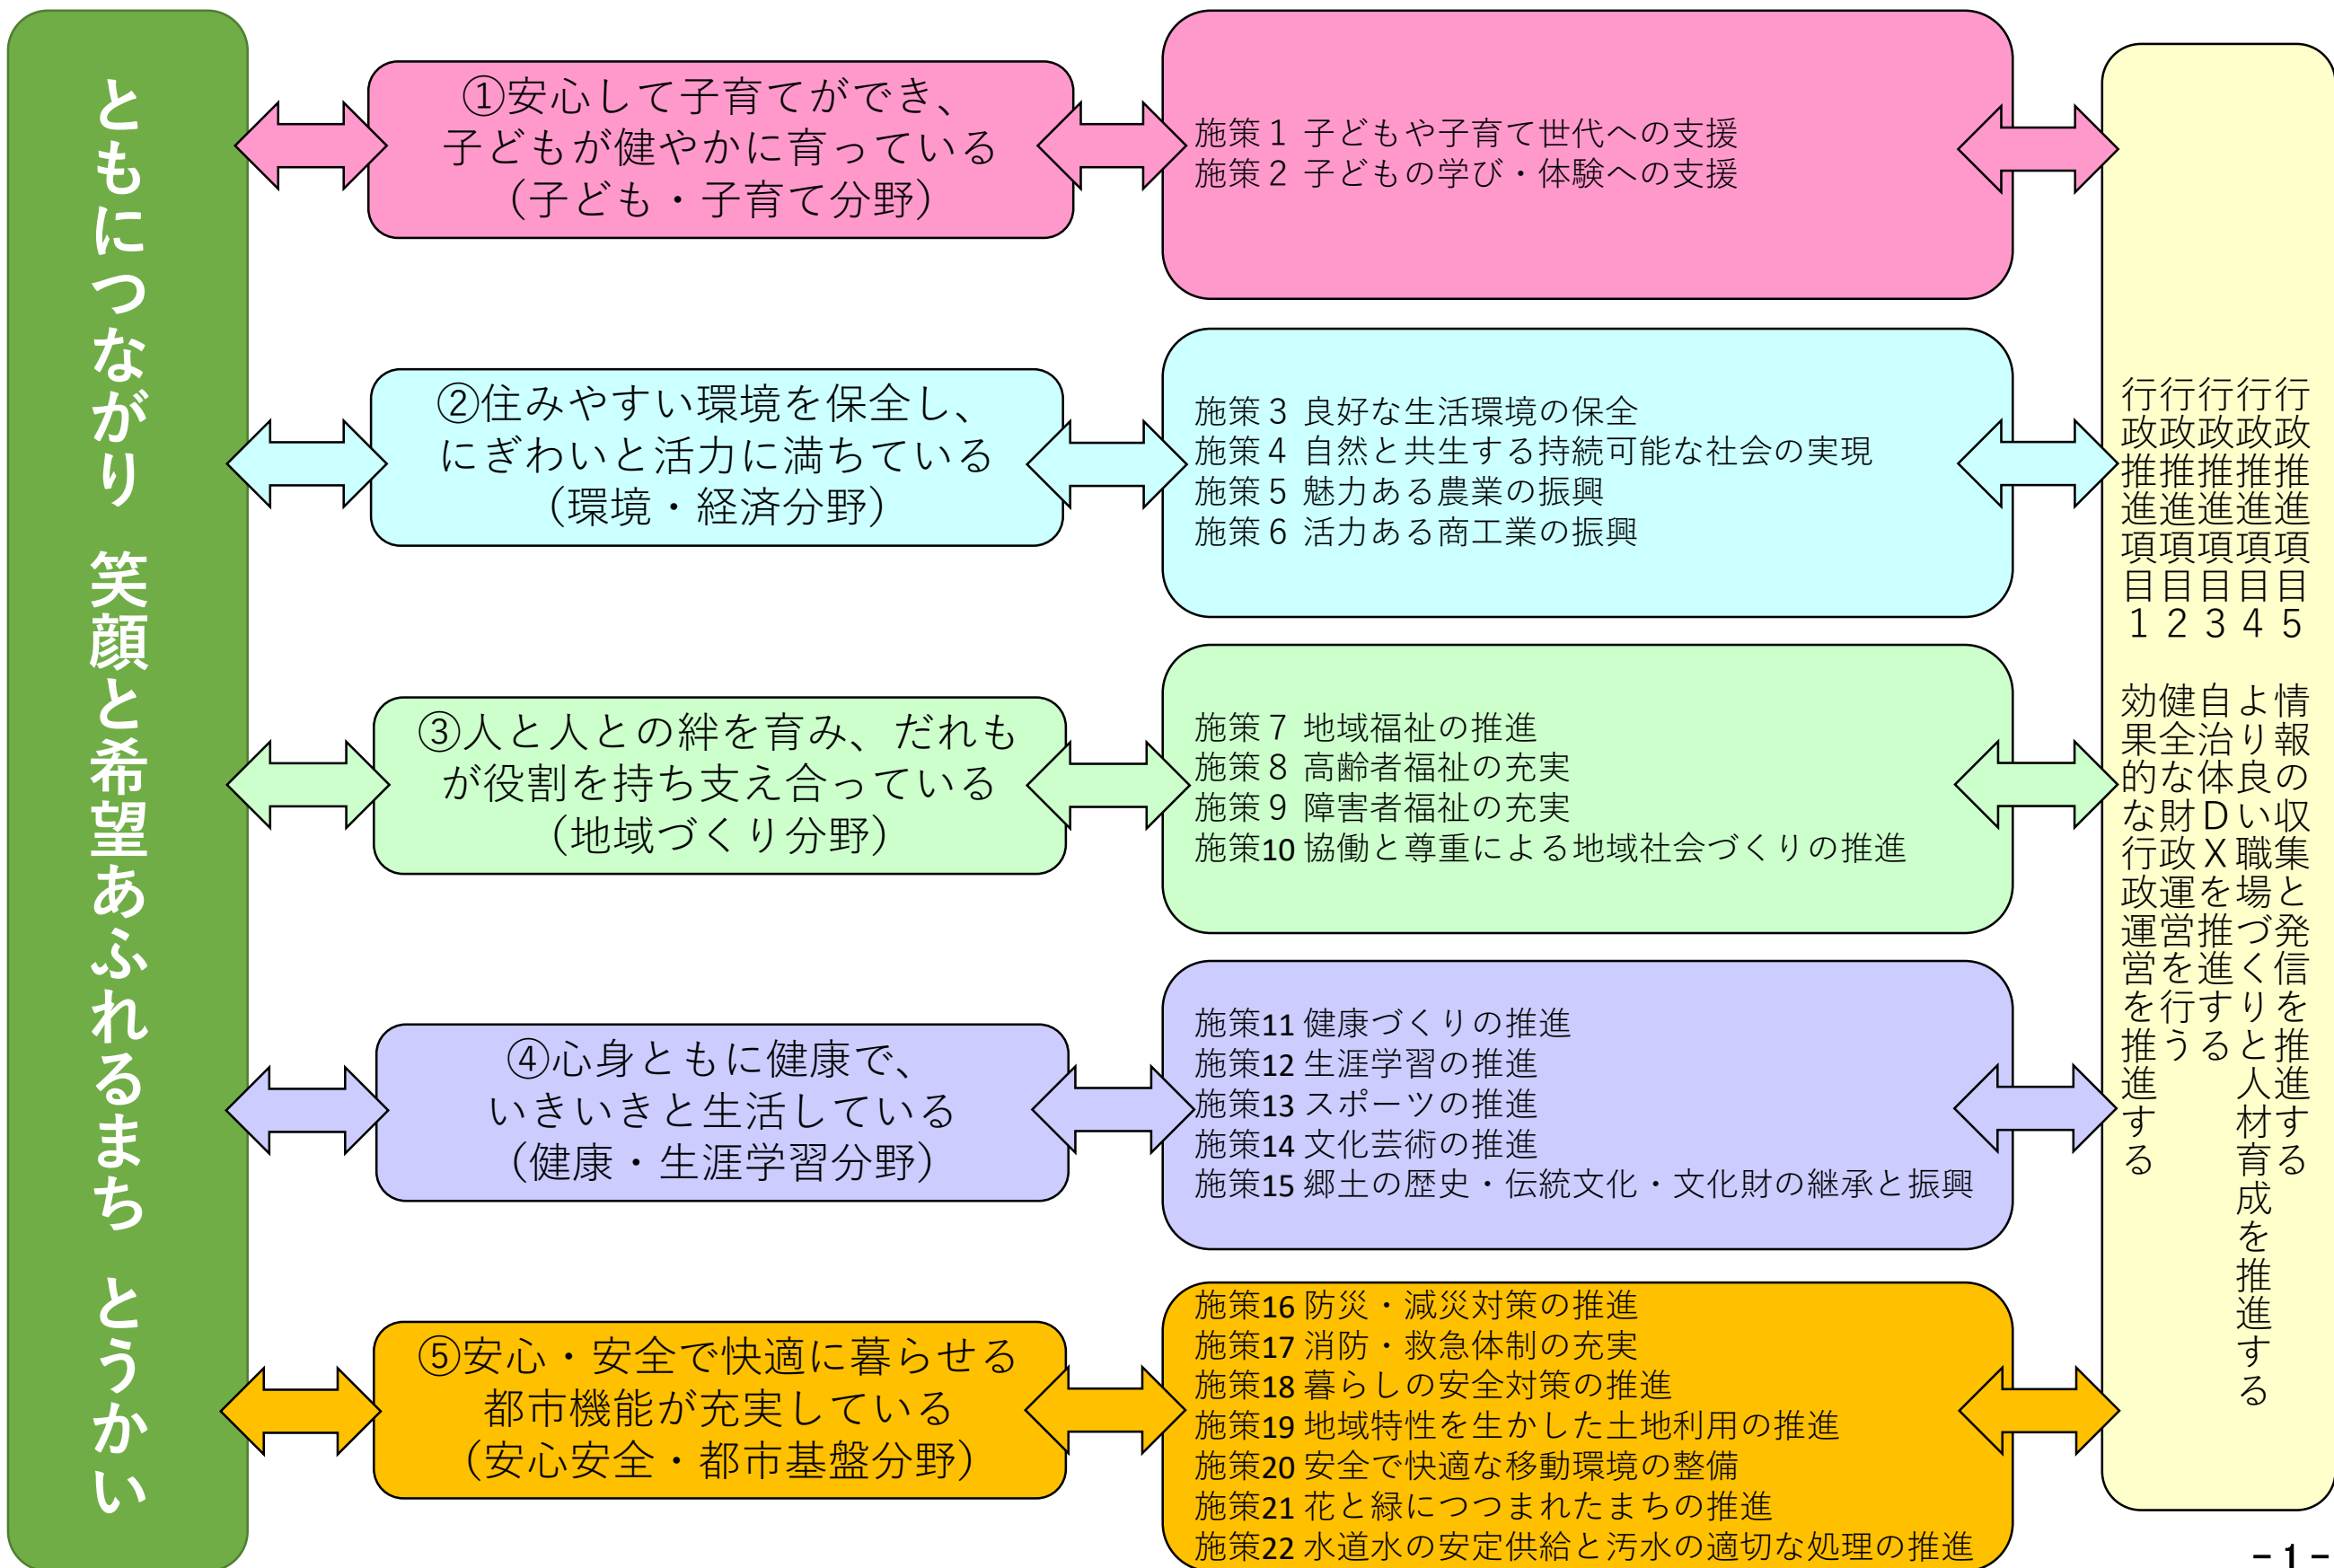 ともにつながり 笑顔と希望あふれるまち とうかい
①安心して子育てができ、
子どもが健やかに育っている
（子ども・子育て分野）
施策１ 子どもや子育て世代への支援
施策２ 子どもの学び・体験への支援
②住みやすい環境を保全し、
にぎわいと活力に満ちている
（環境・経済分野）
施策３ 良好な生活環境の保全
施策４ 自然と共生する持続可能な社会の実現
施策５ 魅力ある農業の振興
施策６ 活力ある商工業の振興
③人と人との絆を育み、だれも
が役割を持ち支え合っている
（地域づくり分野）
施策７ 地域福祉の推進
施策８ 高齢者福祉の充実
施策９ 障害者福祉の充実
施策10 協働と尊重による地域社会づくりの推進
④心身ともに健康で、
いきいきと生活している
（健康・生涯学習分野）
施策11 健康づくりの推進
施策12 生涯学習の推進
施策13 スポーツの推進
施策14 文化芸術の推進
施策15 郷土の歴史・伝統文化・文化財の継承と振興
⑤安心・安全で快適に暮らせる
都市機能が充実している
（安心安全・都市基盤分野）
施策16 防災・減災対策の推進
施策17 消防・救急体制の充実
施策18 暮らしの安全対策の推進
施策19 地域特性を生かした土地利用の推進
施策20 安全で快適な移動環境の整備
施策21 花と緑につつまれたまちの推進
施策22 水道水の安定供給と汚水の適切な処理の推進
行政推進項目５ 情報の収集と発信を推進する
行政推進項目４ より良い職場づくりと人材育成を推進する
行政推進項目３ 自治体ＤＸを推進する
行政推進項目２ 健全な財政運営を行う
行政推進項目１ 効果的な行政運営を推進する
-1-